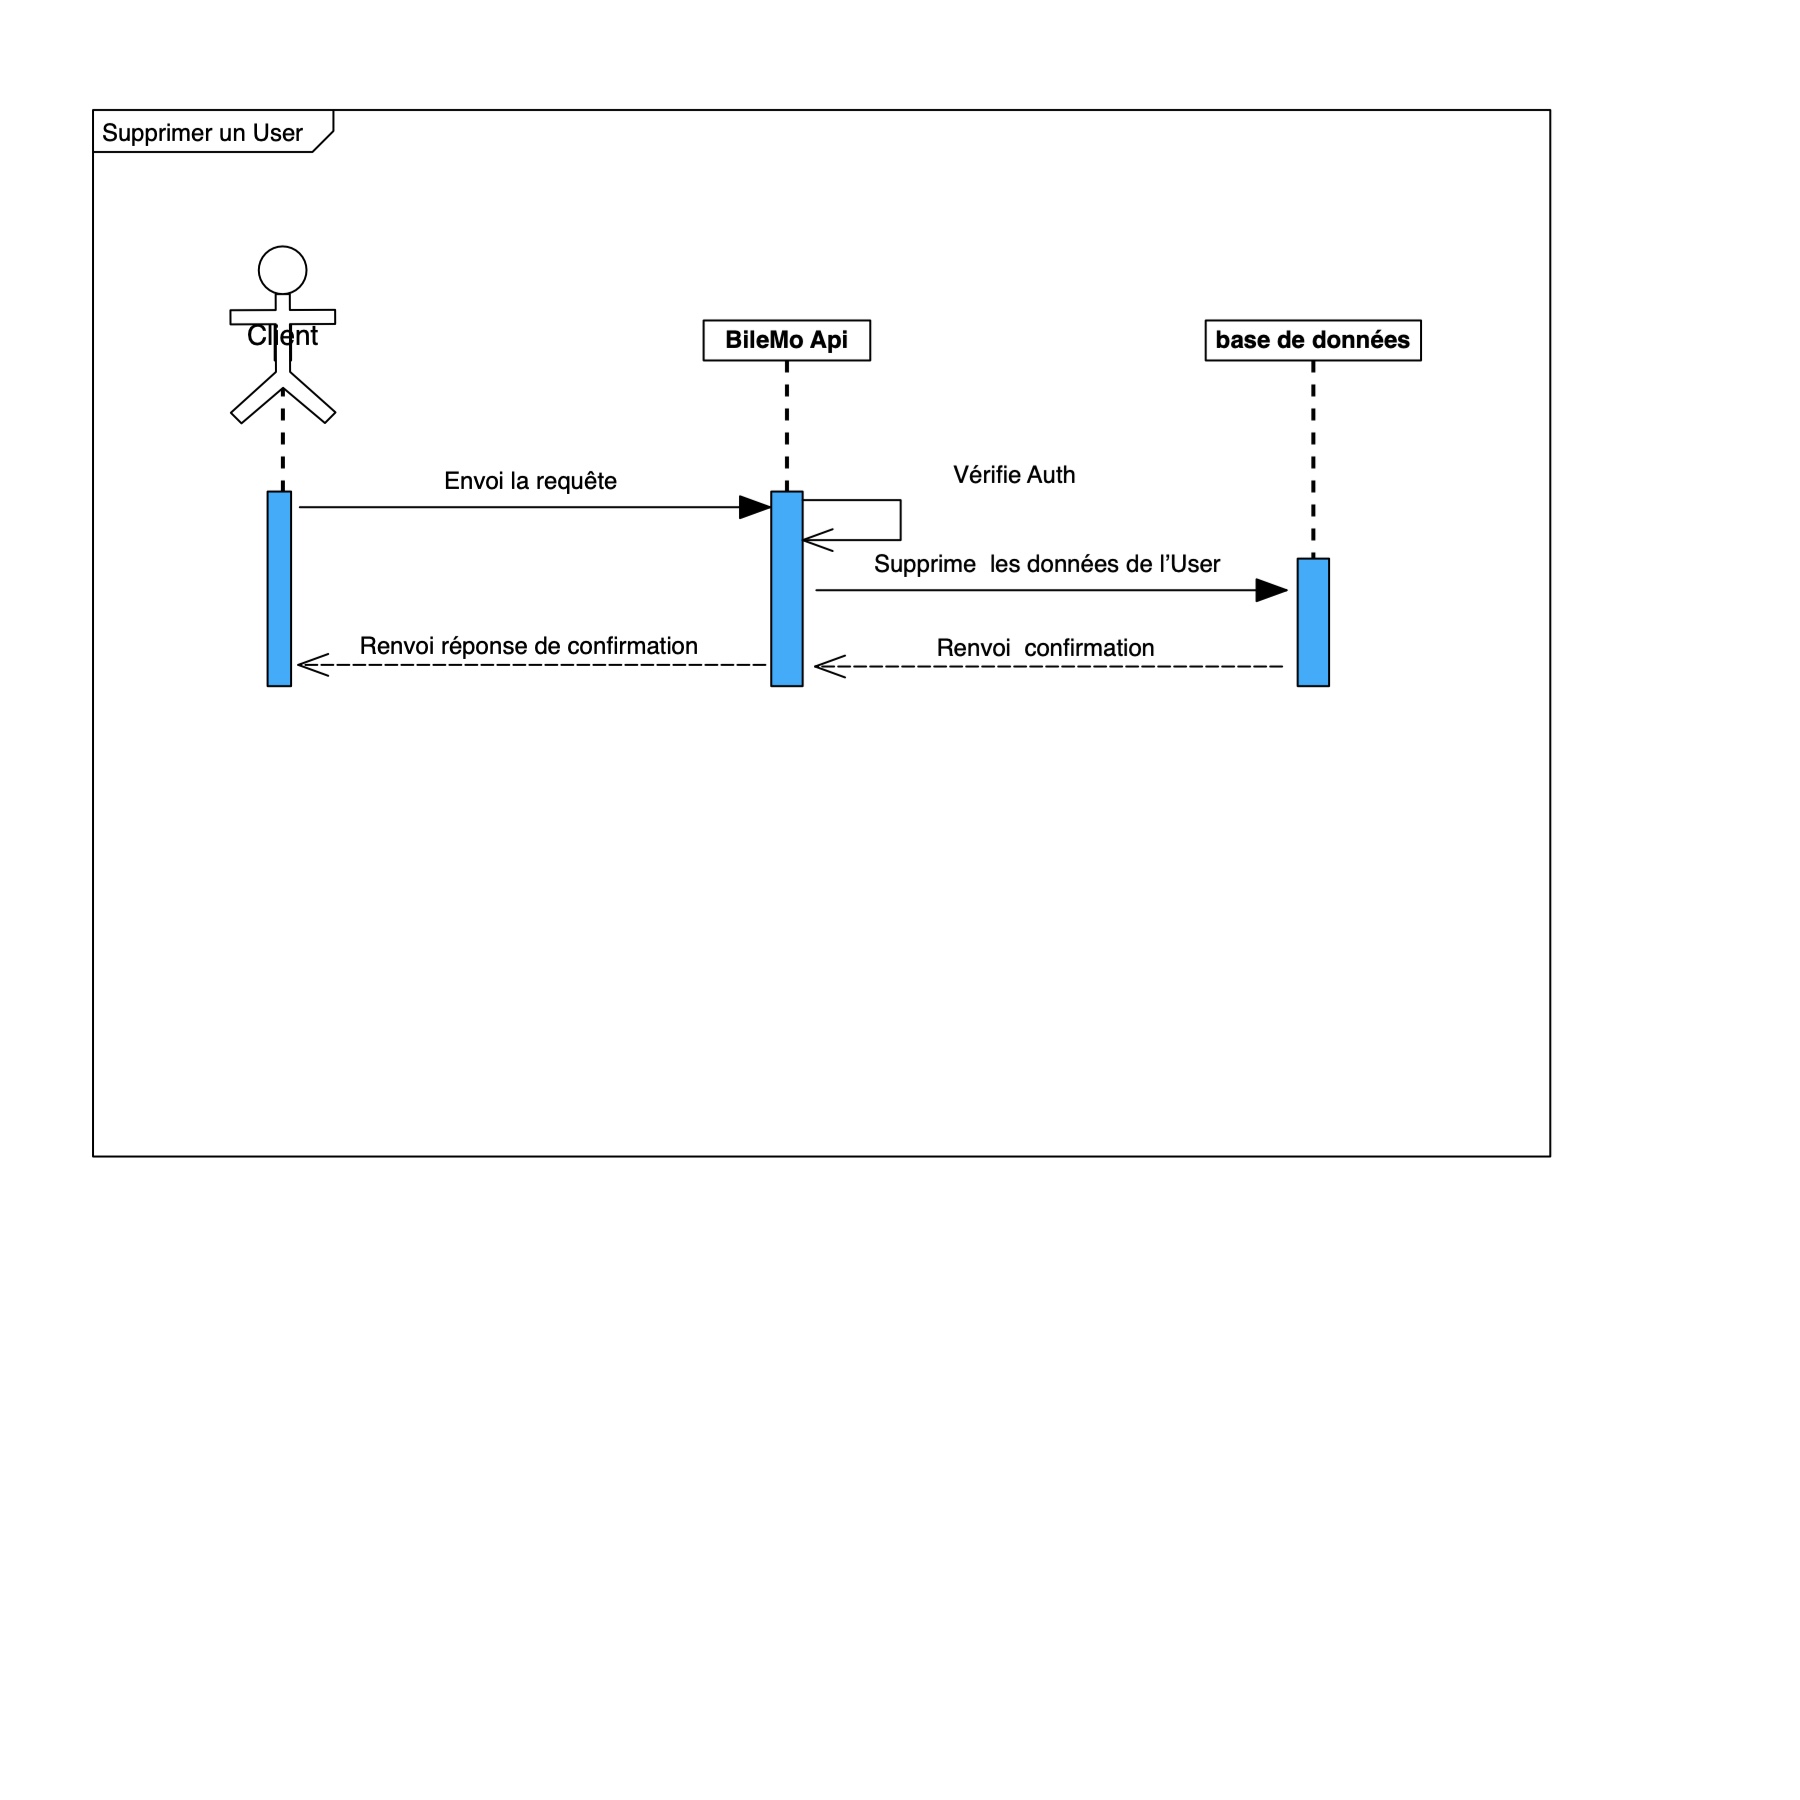 Supprimer un User
Client
BileMo Api
base de données
Envoi la requête
Vérifie Auth
Supprime  les données de l’User
Renvoi réponse de confirmation
Renvoi  confirmation